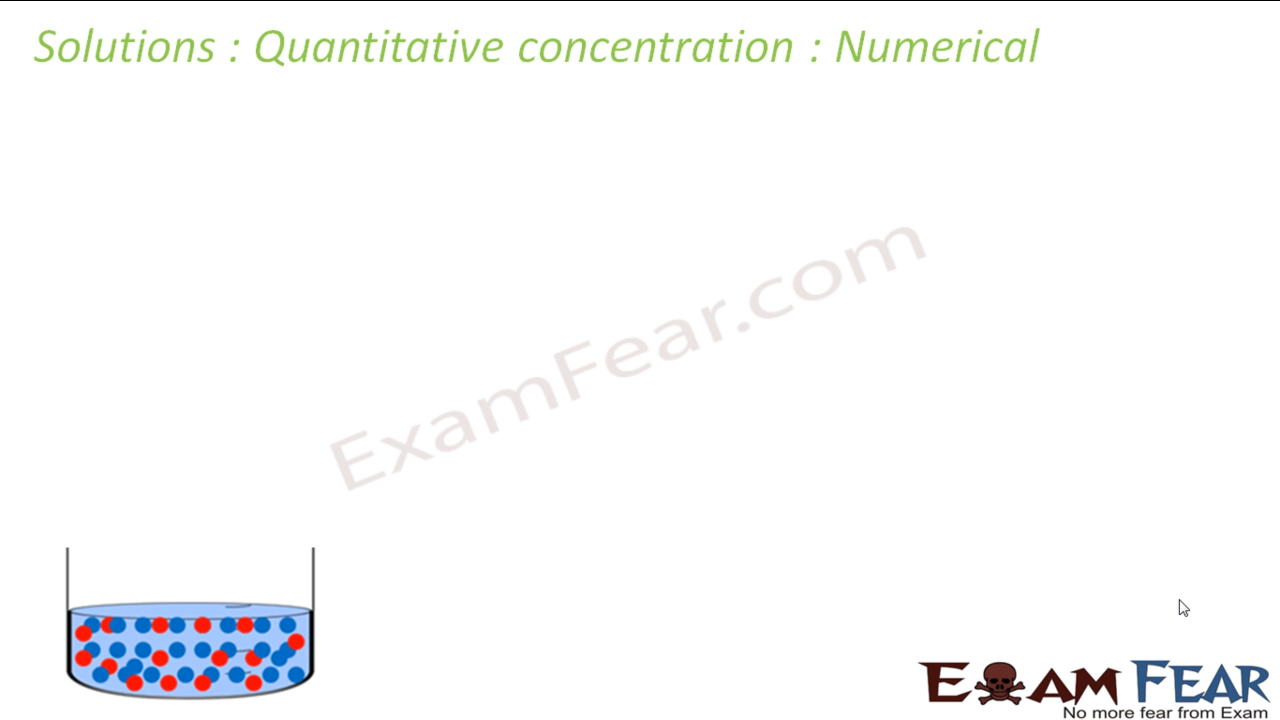 Solutions : Quantitative concentration : Numerical
ExamFear.com
EXAM FEAR
No more fear from Exam